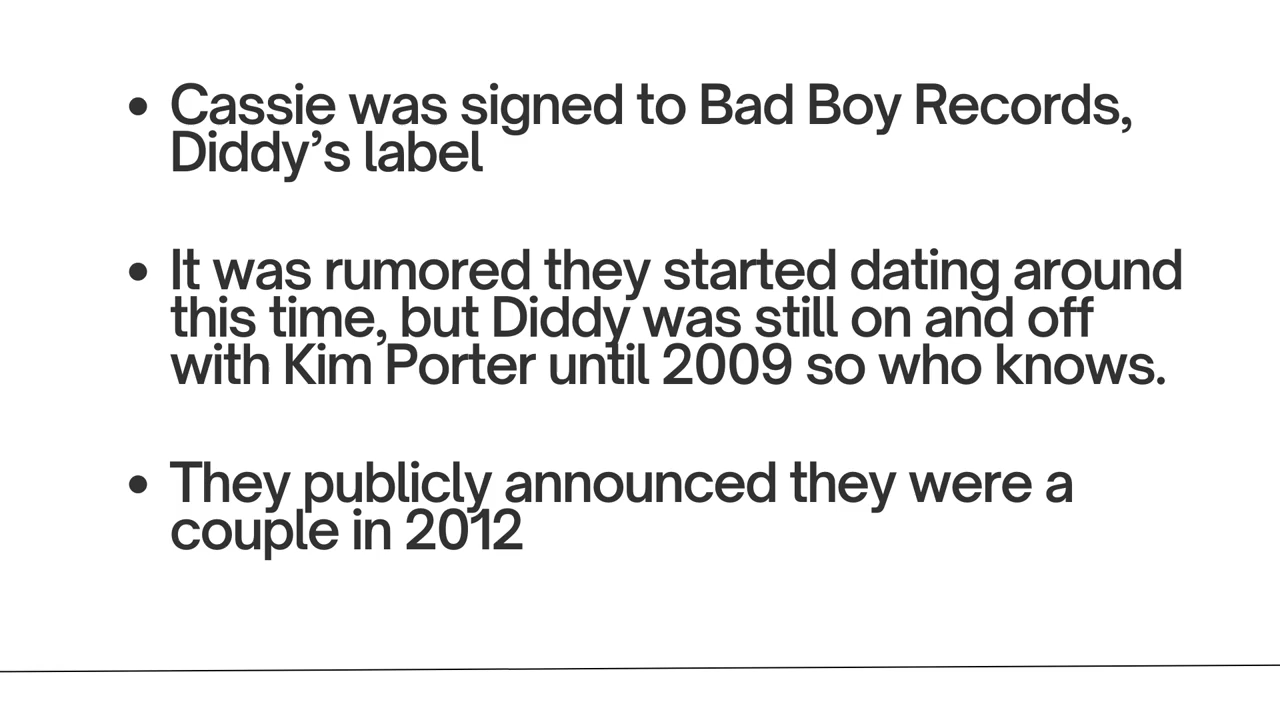 • Cassie was signed to Bad Boy Records,
Diddy’s label
• It was rumored they started dating around
this time, but Diddy was still on and off
with Kim Porter until 2009 so who knows.
• They publicly announced they were a
couple in 2012